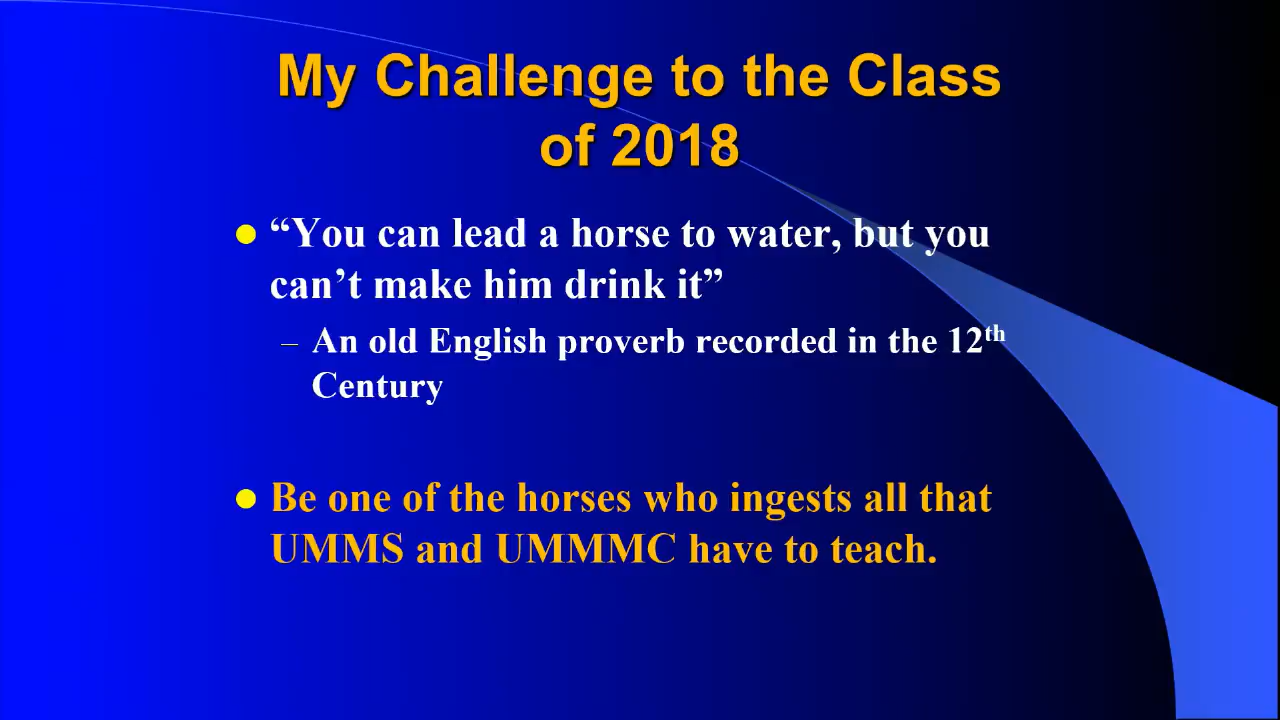 My Challenge to the Class
of 2018
“You can lead a horse to water, but you
can’t make him drink it”
– An old English proverb recorded in the 12th
Century
Be one of the horses who ingests all that
UMMS and UMMMC have to teach.